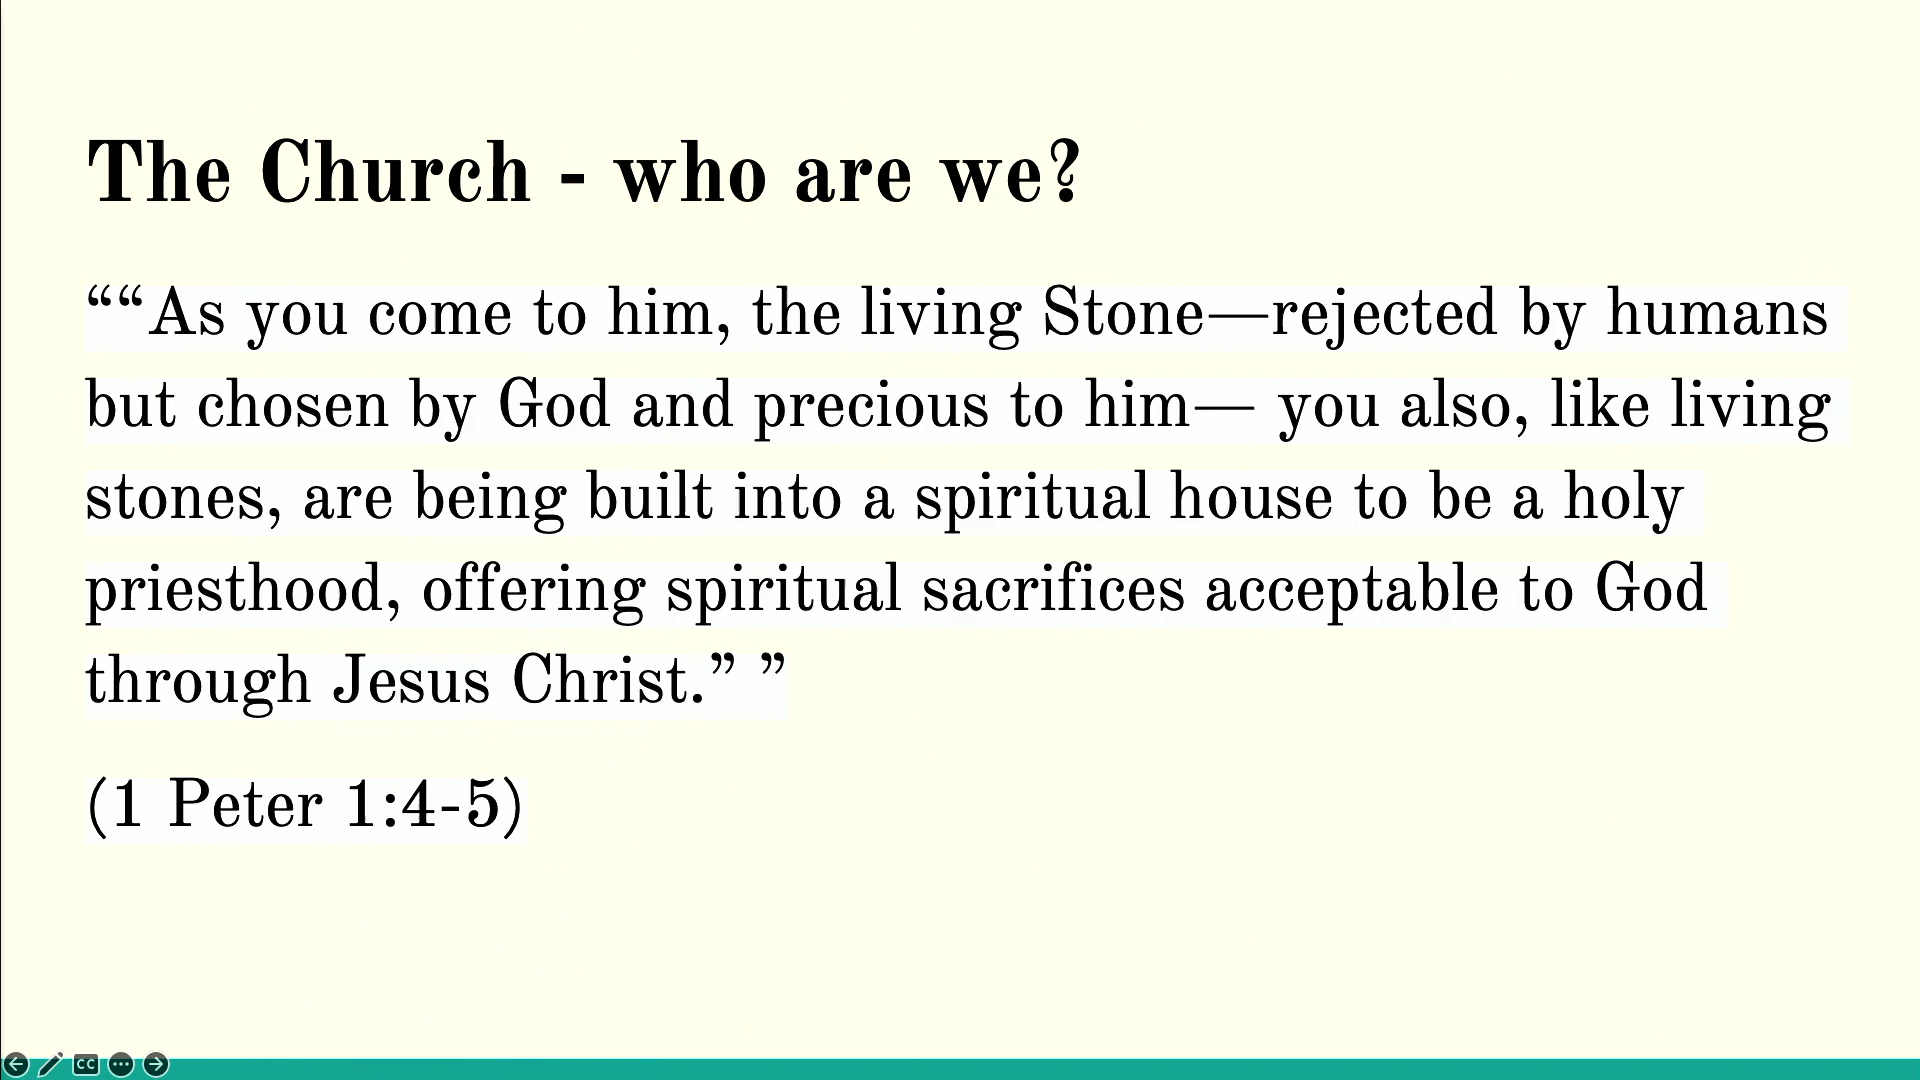 The Church - who are we?
““As you come to him, the living Stone—rejected by humans
but chosen by God and precious to him— you also, like living
stones, are being built into a spiritual house to be a holy
priesthood, offering spiritual sacrifices acceptable to God
through Jesus Christ.” ”
(1 Peter 1:4-5)
CC